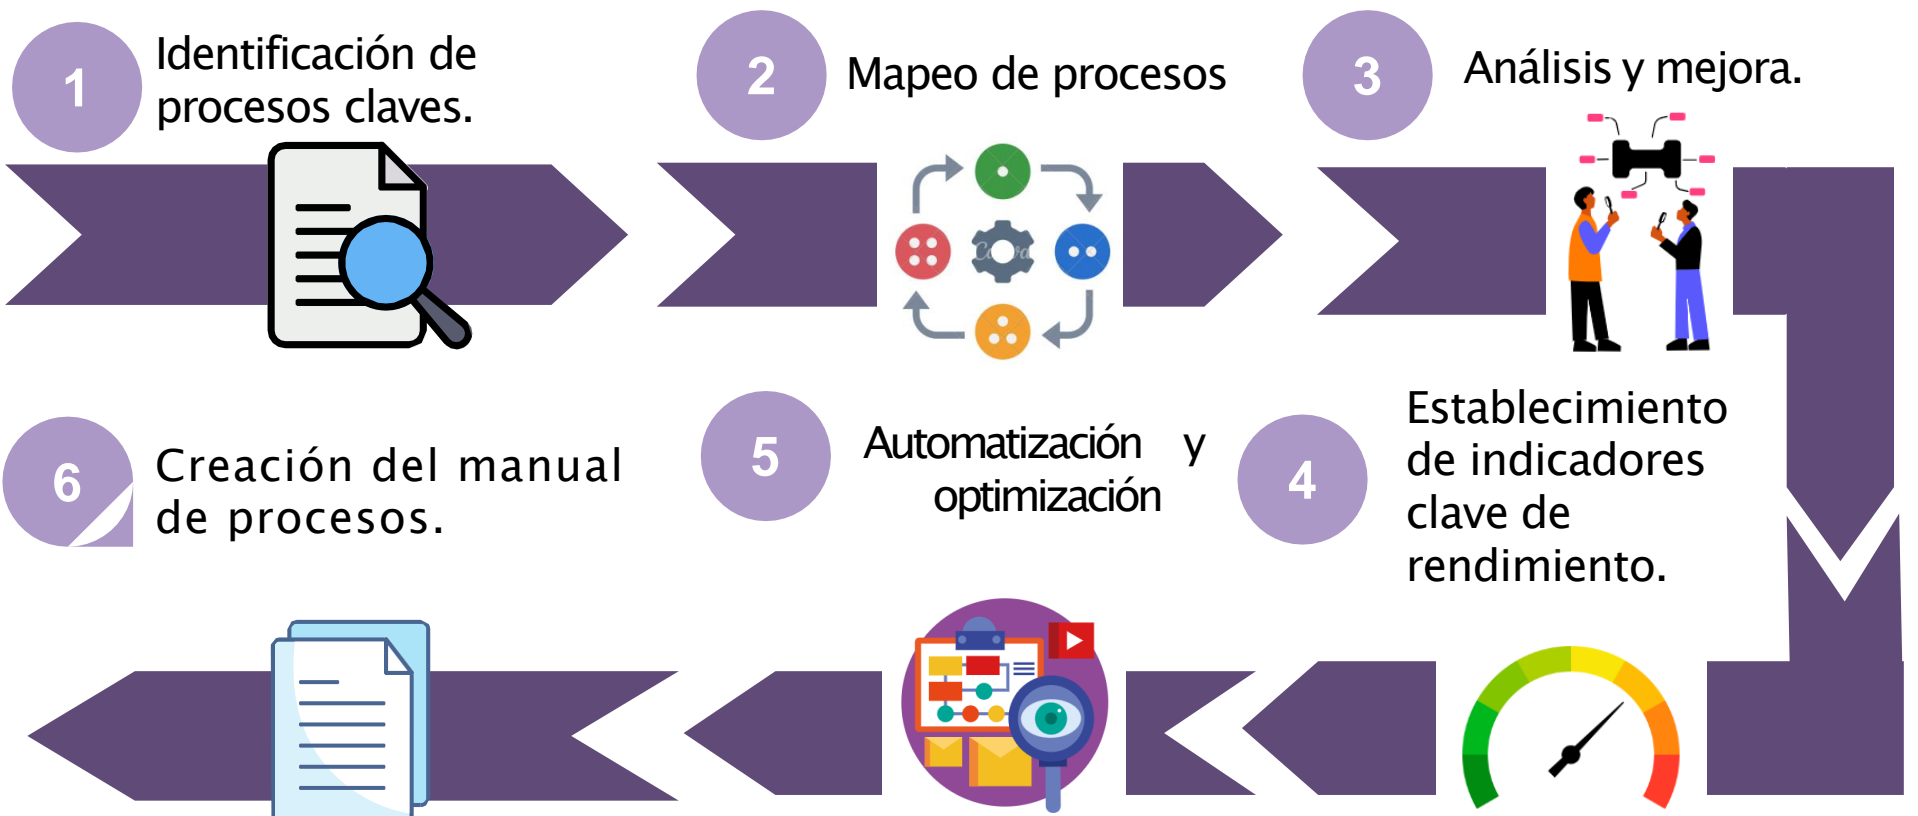 1
Identificación de
procesos claves.
2
Mapeo de procesos
3
Análisis y mejora.
4
Establecimiento
de indicadores
clave de
rendimiento.
5
Automatización y
optimización
6
Creación del manual
de procesos.